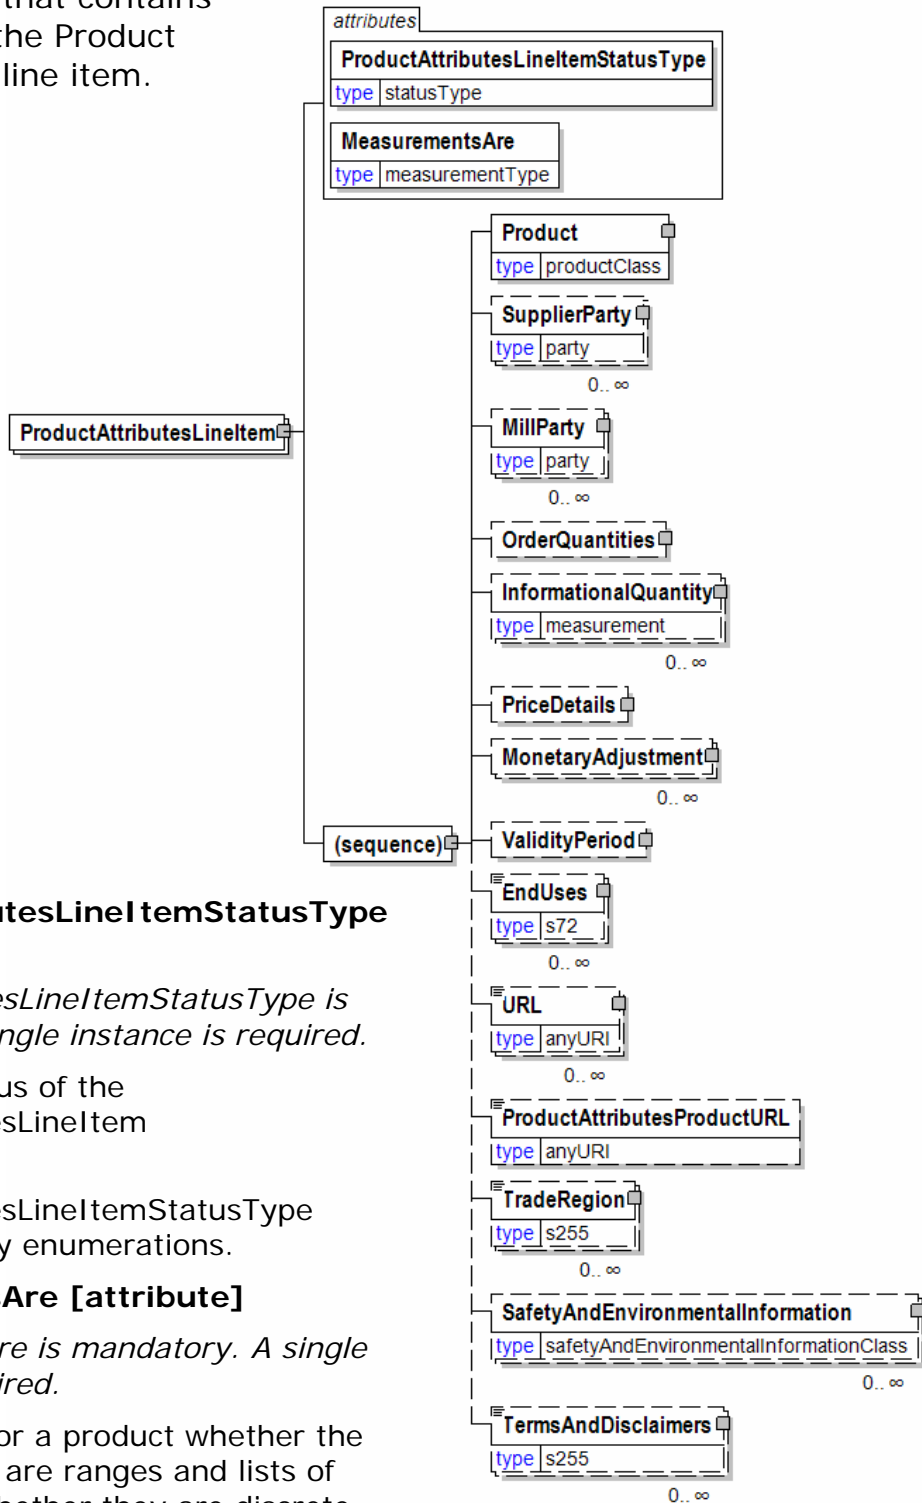 that contains
the Product
line item.
attributes
ProductAttributesLineItemStatusType
type statusType
MeasurementsAre
type measurementType
Product
type productClass
SupplierParty
type party
0.. ∞
MillParty
type party
0.. ∞
ProductAttributesLineItem
OrderQuantities
InformationalQuantity
type measurement
0.. ∞
PriceDetails
MonetaryAdjustment
0.. ∞
(sequence)
ValidityPeriod
EndUses
type s72
0.. ∞
URL
type anyURI
0.. ∞
ProductAttributesProductURL
type anyURI
TradeRegion
type s255
0.. ∞
SafetyAndEnvironmentalInformation
type safetyAndEnvironmentalInformationClass
0.. ∞
TermsAndDisclaimers
type s255
0.. ∞
utesLineItemStatusType
esLineItemStatusType is
ngle instance is required.
us of the
esLineItem
esLineItemStatusType
y enumerations.
sAre [attribute]
re is mandatory. A single
ired.
or a product whether the
are ranges and lists of
hether they are discrete